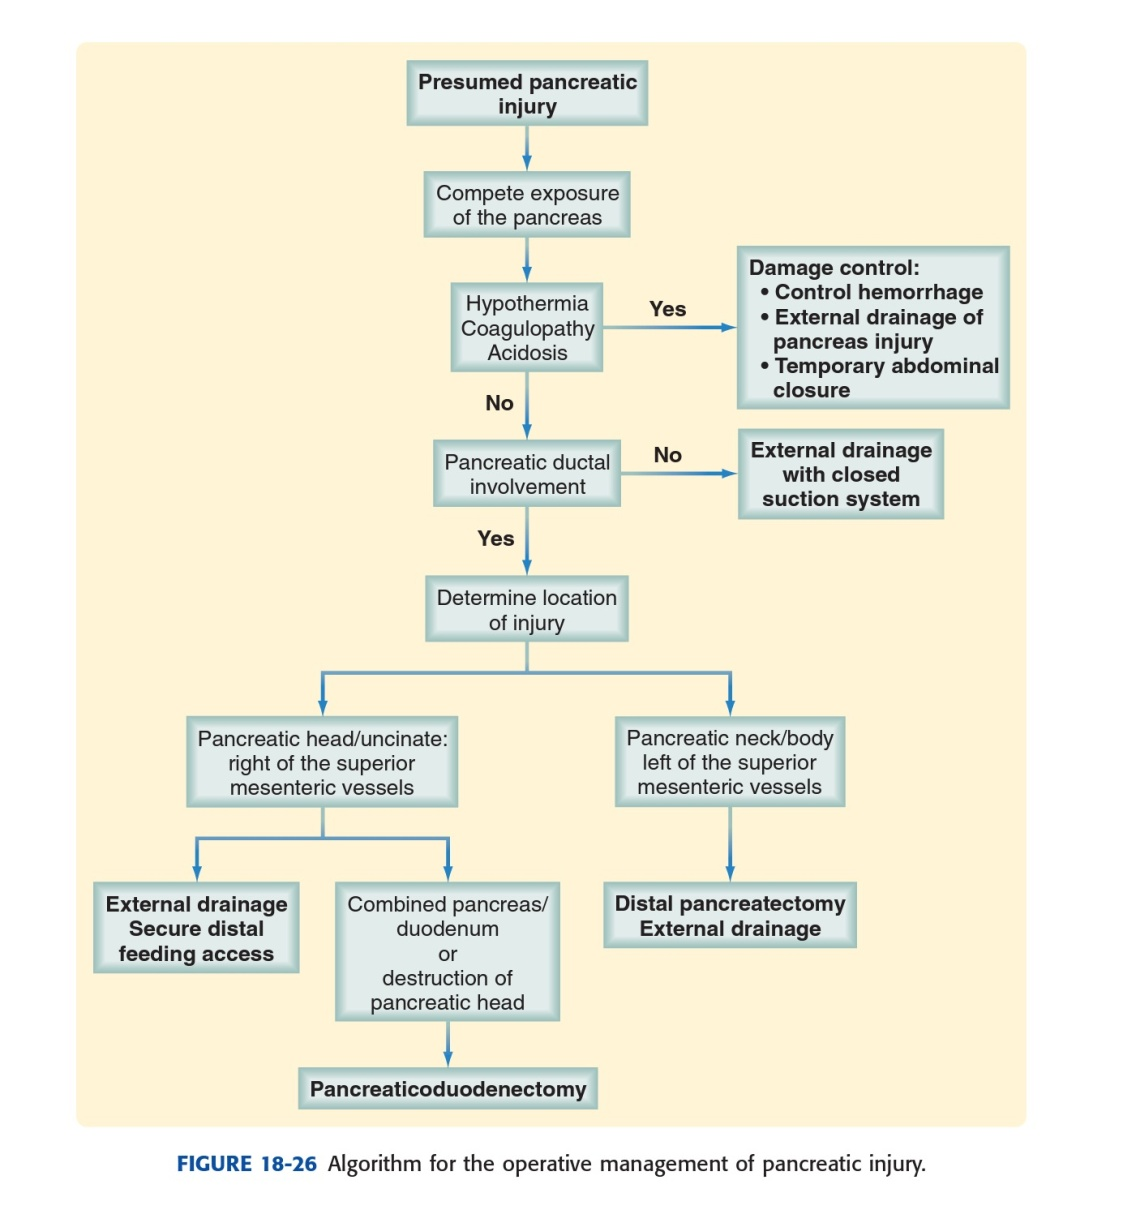 Presumed pancreatic
injury
Compete exposure
of the pancreas
Hypothermia
Coagulopathy
Acidosis
Yes
Damage control:
• Control hemorrhage
• External drainage of
pancreas injury
• Temporary abdominal
closure
No
Pancreatic ductal
involvement
No
External drainage
with closed
suction system
Yes
Determine location
of injury
Pancreatic head/uncinate:
right of the superior
mesenteric vessels
Pancreatic neck/body
left of the superior
mesenteric vessels
External drainage
Secure distal
feeding access
Combined pancreas/
duodenum
or
destruction of
pancreatic head
Distal pancreatectomy
External drainage
Pancreaticoduodenectomy
FIGURE 18-26 Algorithm for the operative management of pancreatic injury.